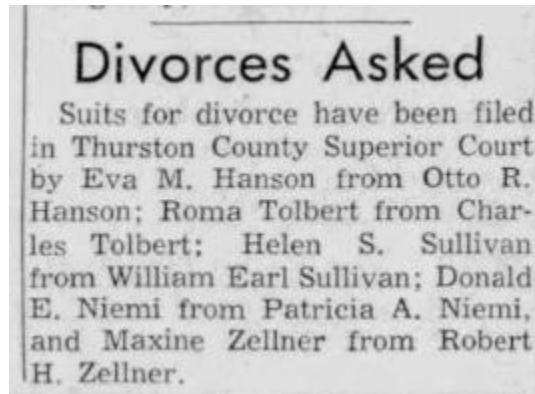 Divorces Asked
Suits for divorce have been filed
in Thurston County Superior Court
by Eva M. Hanson from Otto R.
Hanson; Roma Tolbert from Char-
les Tolbert; Helen S. Sullivan
from William Earl Sullivan; Donald
E. Niemi from Patricia A. Niemi,
and Maxine Zellner from Robert
H. Zellner.